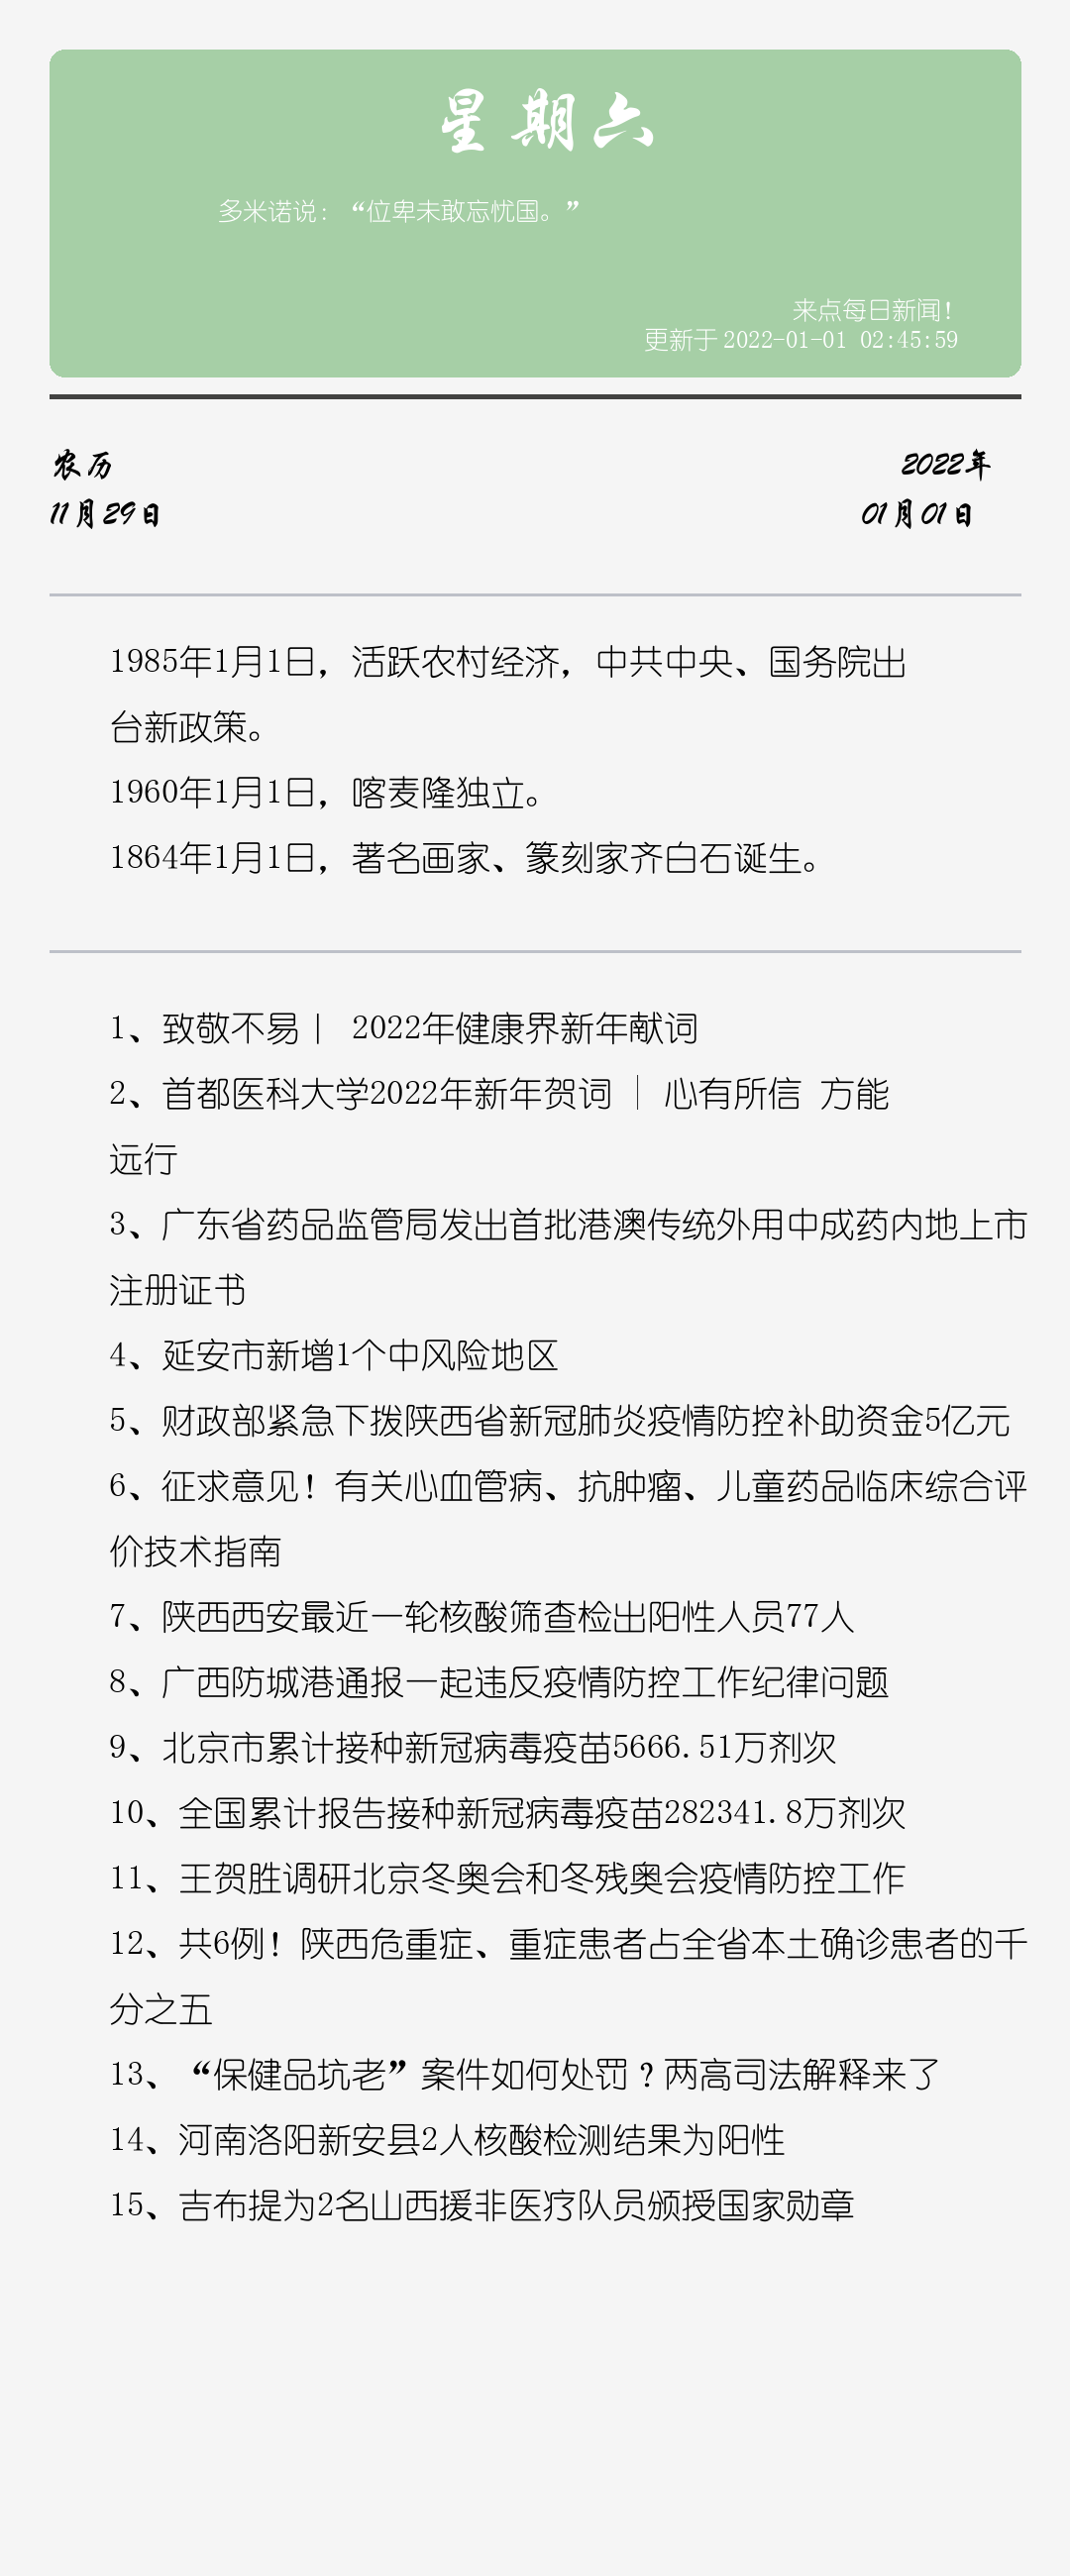 星期六
多米诺说：“位卑未敢忘忧国。”
来点每日新闻！
更新于 2022-01-01 02:45:59
农历
2022年
11月29日
01月01日
1985年1月1日，活跃农村经济，中共中央、国务院出
台新政策。
1960年1月1日，喀麦隆独立。
1864年1月1日，著名画家、篆刻家齐白石诞生。
1、致敬不易丨 2022年健康界新年献词
2、首都医科大学2022年新年贺词 | 心有所信 方能
远行
3、广东省药品监管局发出首批港澳传统外用中成药内地上市
注册证书
4、延安市新增1个中风险地区
5、财政部紧急下拨陕西省新冠肺炎疫情防控补助资金5亿元
6、征求意见！有关心血管病、抗肿瘤、儿童药品临床综合评
价技术指南
7、陕西西安最近一轮核酸筛查检出阳性人员77人
8、广西防城港通报一起违反疫情防控工作纪律问题
9、北京市累计接种新冠病毒疫苗5666.51万剂次
10、全国累计报告接种新冠病毒疫苗282341.8万剂次
11、王贺胜调研北京冬奥会和冬残奥会疫情防控工作
12、共6例！陕西危重症、重症患者占全省本土确诊患者的千
分之五
13、“保健品坑老”案件如何处罚？两高司法解释来了
14、河南洛阳新安县2人核酸检测结果为阳性
15、吉布提为2名山西援非医疗队员颁授国家勋章